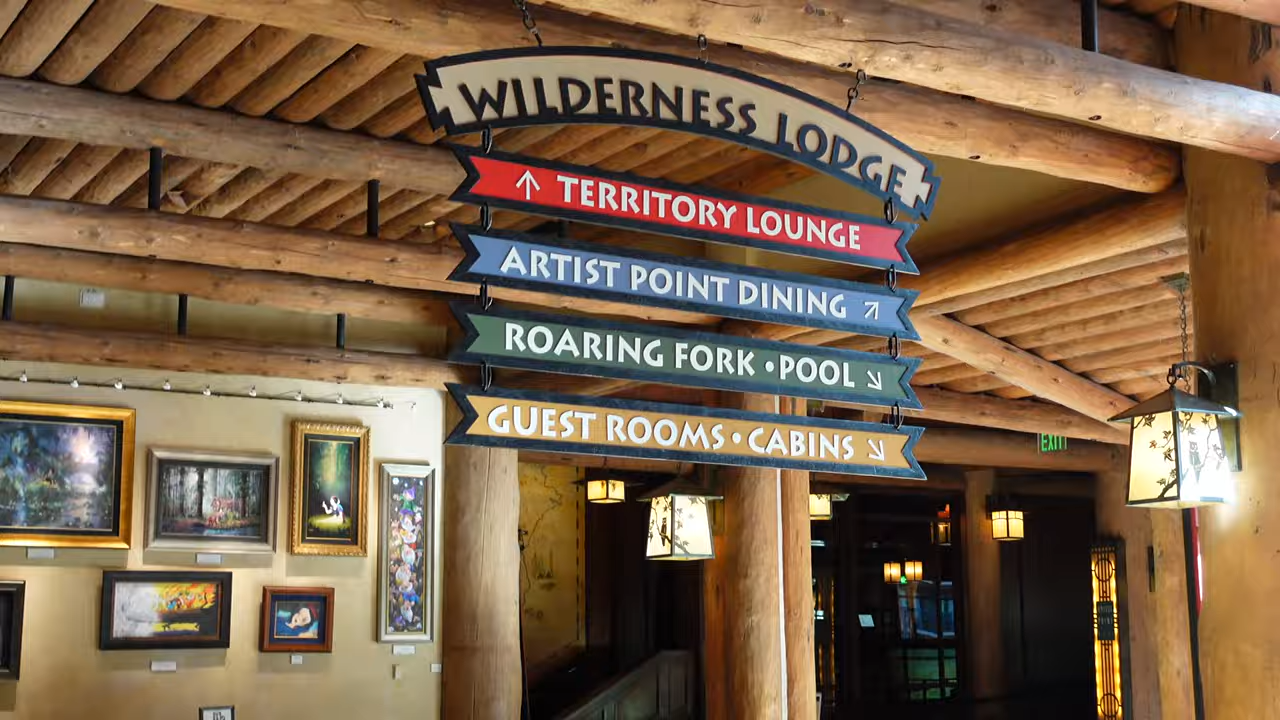 WILDERNESS LODGE
↑ TERRITORY LOUNGE
ARTIST POINT DINING ↗
ROARING FORK • POOL ↘
GUEST ROOMS • CABINS ↘
EXIT